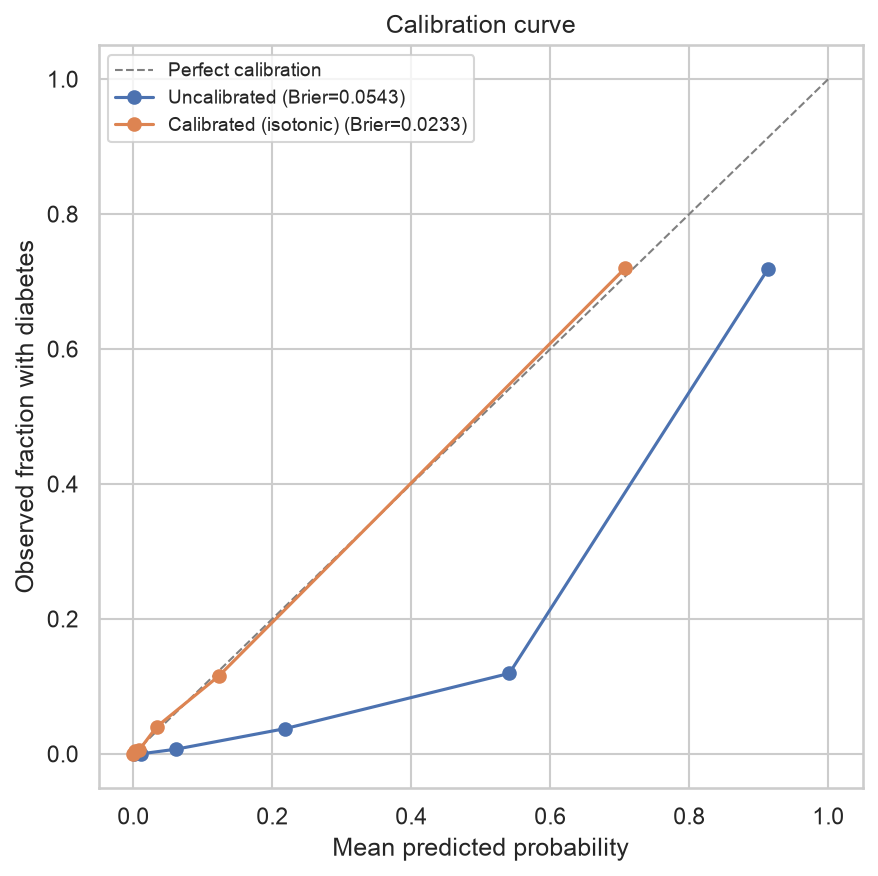 Calibration curve
Perfect calibration
Uncalibrated (Brier=0.0543)
Calibrated (isotonic) (Brier=0.0233)
Observed fraction with diabetes
1.0
0.8
0.6
0.4
0.2
0.0
0.0 0.2 0.4 0.6 0.8 1.0
Mean predicted probability